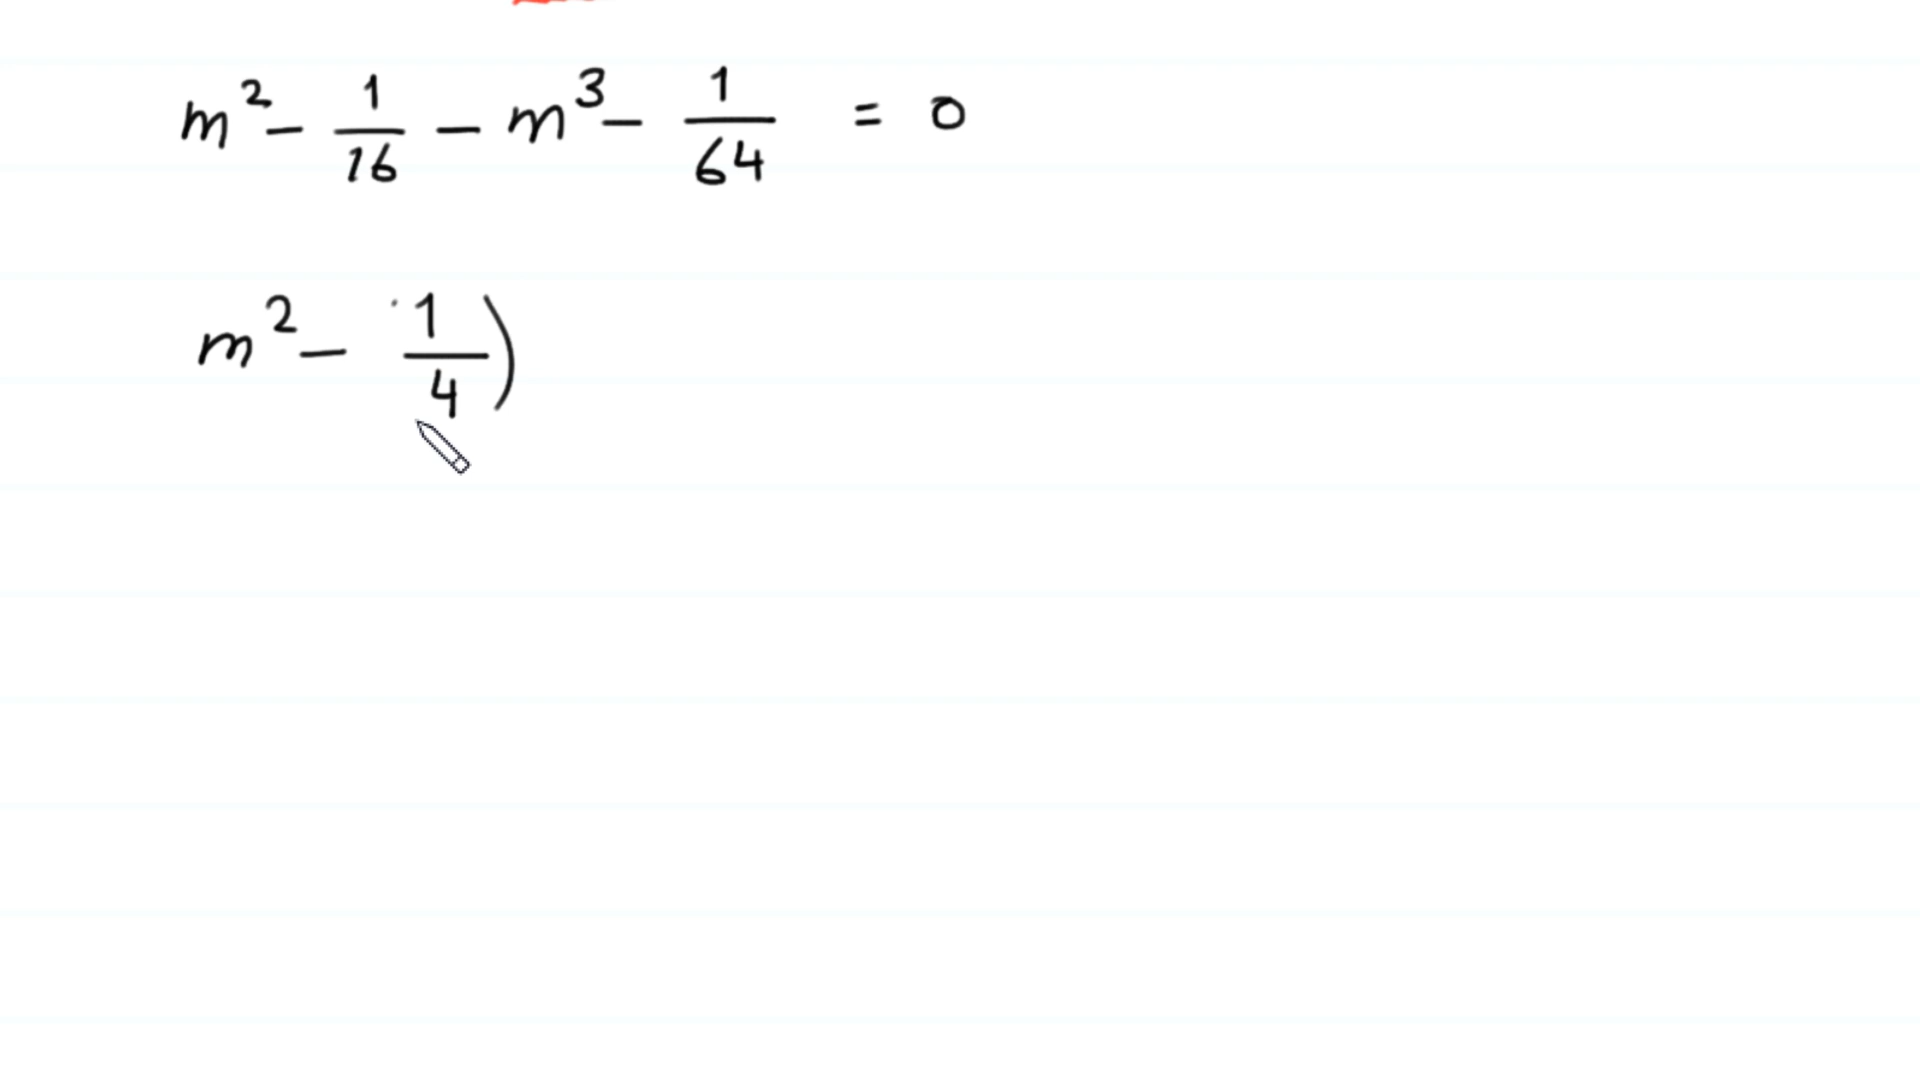 m² - 1/16 - m³ - 1/64 = 0
m² - 1/4)